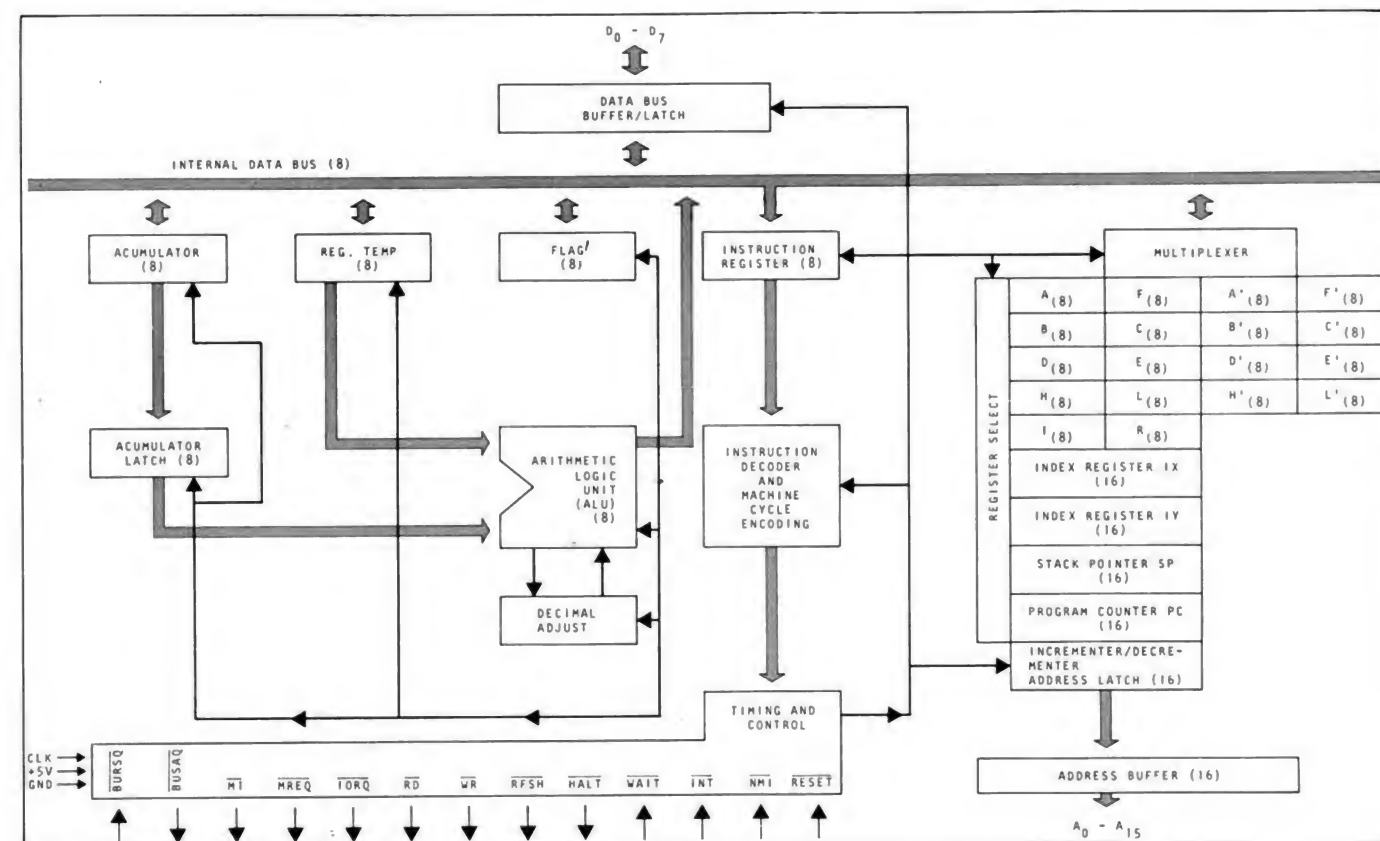 D0 - D7
DATA BUS
BUFFER/LATCH
INTERNAL DATA BUS (8)
ACUMULATOR
(8)
REG. TEMP
(8)
FLAG'
(8)
INSTRUCTION
REGISTER (8)
MULTIPLEXER
REGISTER SELECT
A(8) F(8) A'(8) F'(8)
B(8) C(8) B'(8) C'(8)
D(8) E(8) D'(8) E'(8)
H(8) L(8) H'(8) L'(8)
I(8) R(8)
INDEX REGISTER IX
(16)
INDEX REGISTER IY
(16)
STACK POINTER SP
(16)
PROGRAM COUNTER PC
(16)
INCREMENTER/DECRE-
MENTER
ADDRESS LATCH (16)
ACUMULATOR
LATCH (8)
ARITHMETIC
LOGIC
UNIT
(ALU)
(8)
INSTRUCTION
DECODER
AND
MACHINE
CYCLE
ENCODING
DECIMAL
ADJUST
TIMING AND
CONTROL
CLK
+5V
GND
BURSQ BUSAQ M1 MREQ IORQ RD WR RFSH HALT WAIT INT NMI RESET
ADDRESS BUFFER (16)
A0 - A15